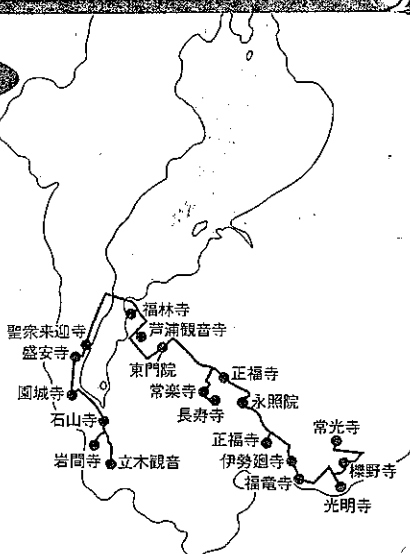 福林寺
芦浦観音寺
聖衆来迎寺
盛安寺
東門院
正福寺
園城寺
常楽寺
永照院
長寿寺
石山寺
正福寺
常光寺
岩間寺
立木観音
伊勢廻寺
櫟野寺
福竜寺
光明寺